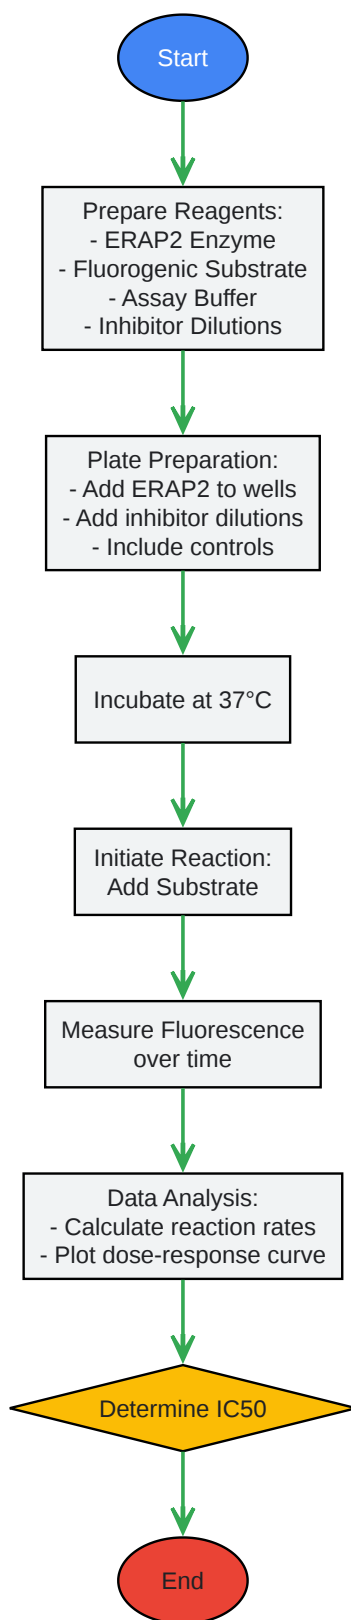 Start
Prepare Reagents:
- ERAP2 Enzyme
- Fluorogenic Substrate
- Assay Buffer
- Inhibitor Dilutions
Plate Preparation:
- Add ERAP2 to wells
- Add inhibitor dilutions
- Include controls
Incubate at 37°C
Initiate Reaction:
Add Substrate
Measure Fluorescence
over time
Data Analysis:
- Calculate reaction rates
- Plot dose-response curve
Determine IC50
End